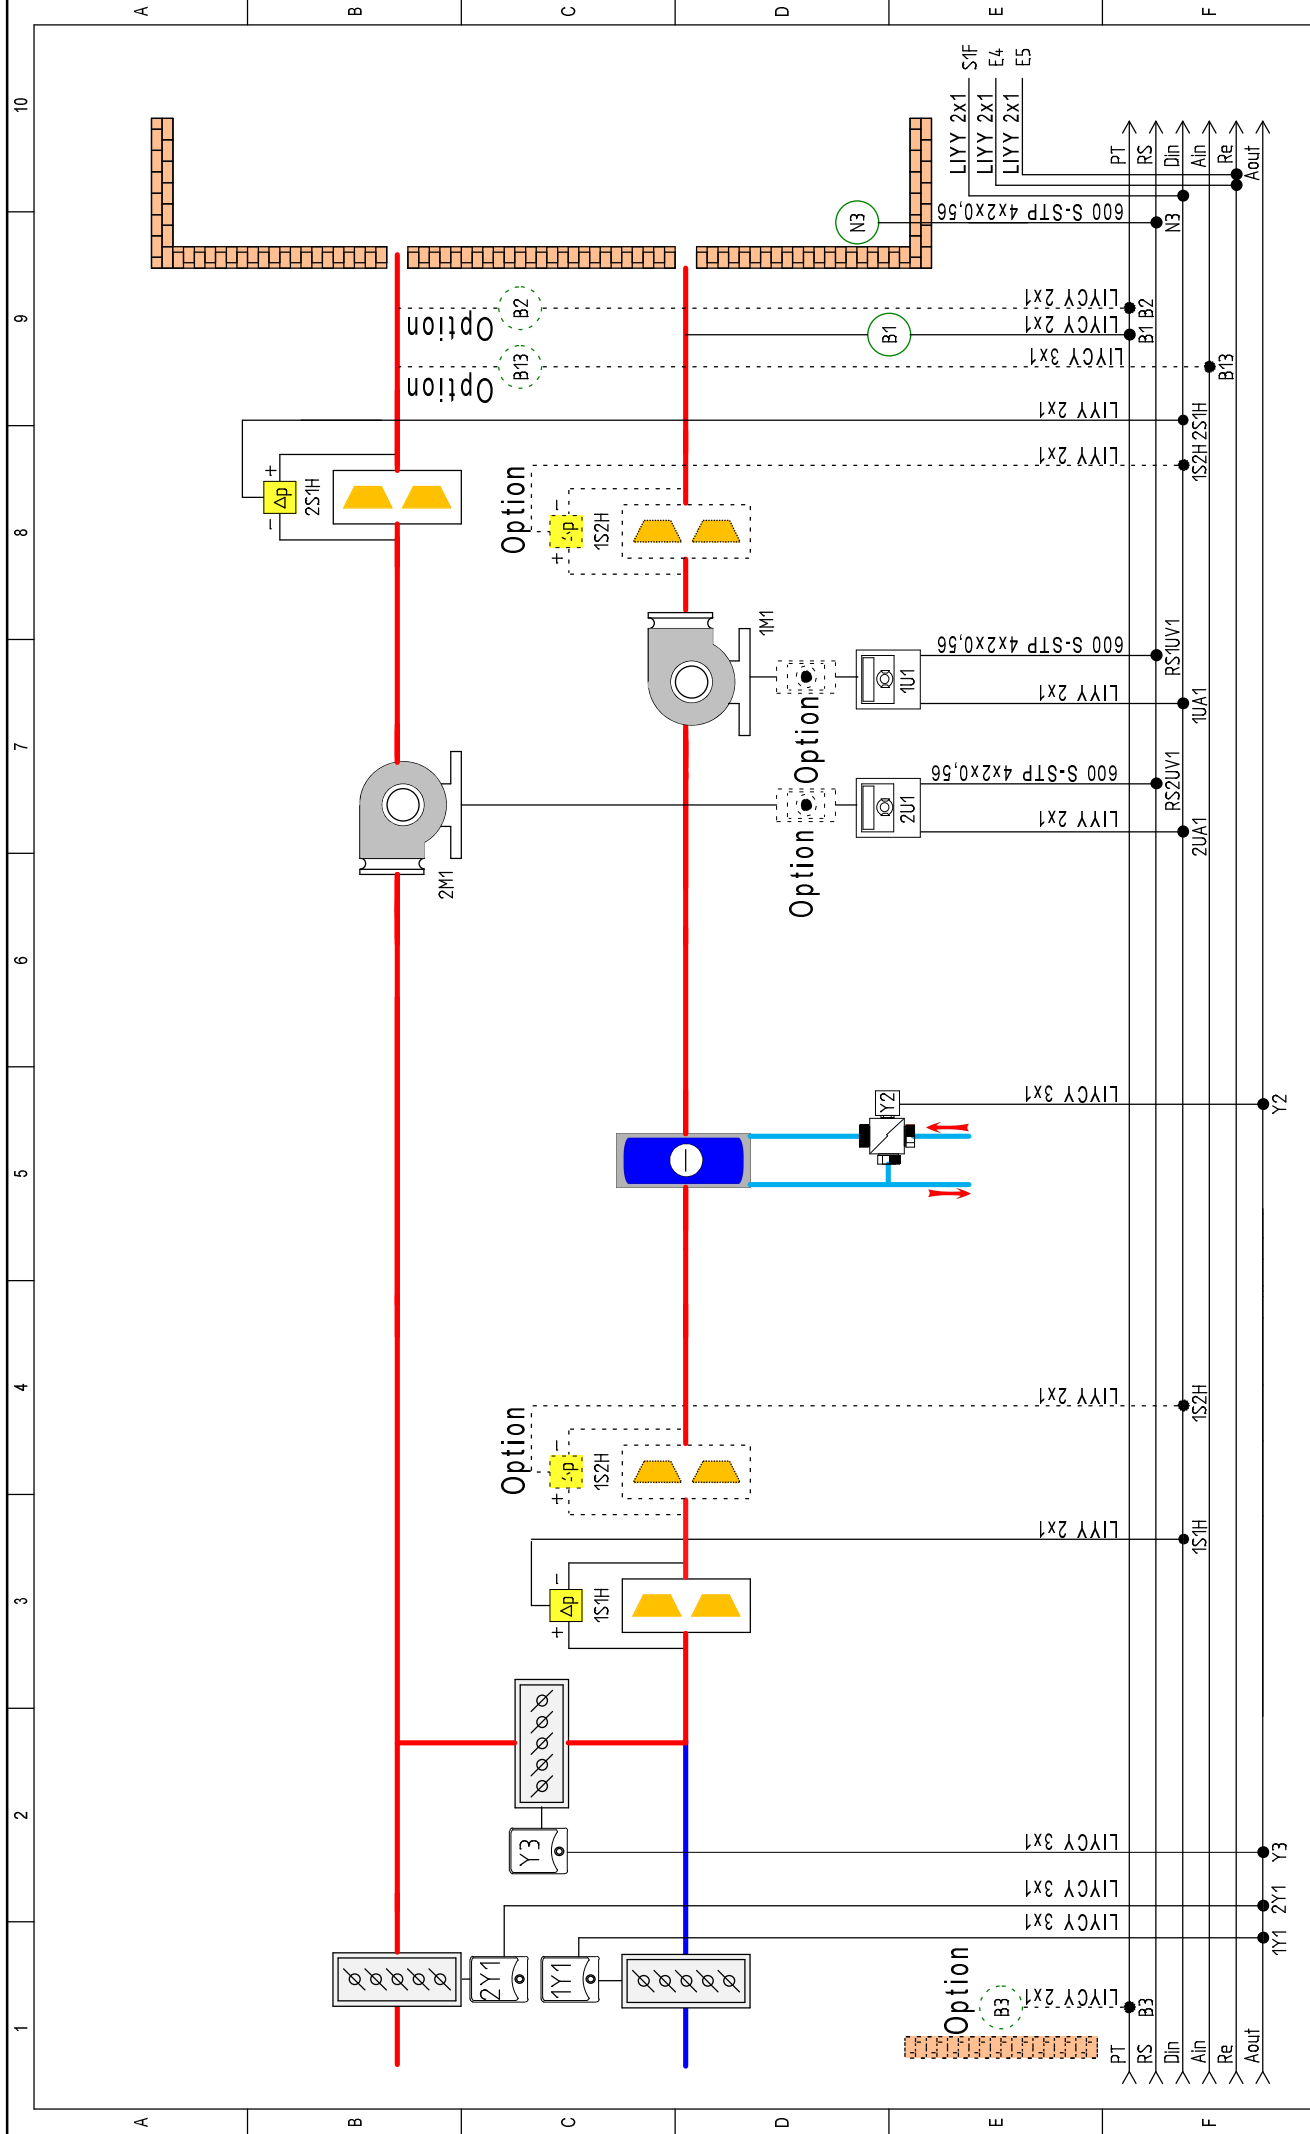 A
B
C
D
E
F
10
9
8
7
6
5
4
3
2
1
S1F
E4
E5
LIYY 2x1
LIYY 2x1
LIYY 2x1
PT
RS
Din
Ain
Re
Aout
N3
600 S-STP 4x2x0,56
N3
B2
Option
LIYCY 2x1
B2
B1
LIYCY 2x1
B1
B13
Option
LIYCY 3x1
B13
LIYY 2x1
2S1H
+
Δp
-
2S1H
Option
LIYY 2x1
1S2H
-
p
+
1S2H
1M1
Option
1U1
600 S-STP 4x2x0,56
RS1UV1
LIYY 2x1
1UA1
2M1
Option
2U1
600 S-STP 4x2x0,56
RS2UV1
LIYY 2x1
2UA1
Y2
LIYCY 3x1
Y2
Option
LIYY 2x1
1S2H
-
p
+
1S2H
LIYY 2x1
1S1H
-
Δp
+
1S1H
Y3
LIYCY 3x1
Y3
2Y1
LIYCY 3x1
2Y1
1Y1
LIYCY 3x1
1Y1
Option
B3
LIYCY 2x1
B3
PT
RS
Din
Ain
Re
Aout
A
B
C
D
E
F